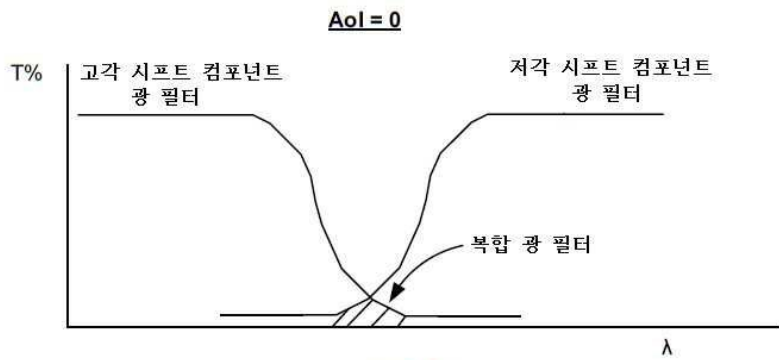 AoI = 0
T%
고각 시프트 컴포넌트
광 필터
저각 시프트 컴포넌트
광 필터
복합 광 필터
λ